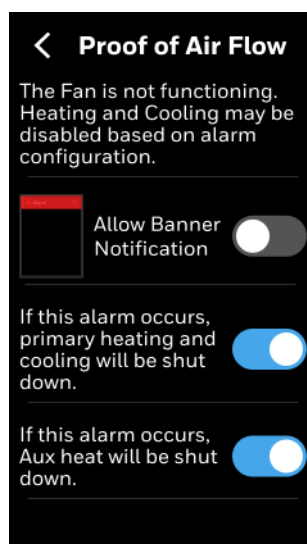 Proof of Air Flow
The Fan is not functioning.
Heating and Cooling may be
disabled based on alarm
configuration.
Allow Banner
Notification
If this alarm occurs,
primary heating and
cooling will be shut
down.
If this alarm occurs,
Aux heat will be shut
down.